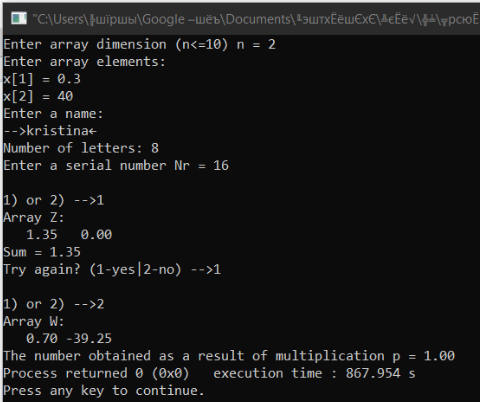 "C:\Users\╠шїршы\Google –шёъ\Documents\
Enter array dimension (n<=10) n = 2
Enter array elements:
x[1] = 0.3
x[2] = 40
Enter a name:
-->kristina←
Number of letters: 8
Enter a serial number Nr = 16
1) or 2) -->1
Array Z:
1.35 0.00
Sum = 1.35
Try again? (1-yes|2-no) -->1
1) or 2) -->2
Array W:
0.70 -39.25
The number obtained as a result of multiplication p = 1.00
Process returned 0 (0x0) execution time : 867.954 s
Press any key to continue.